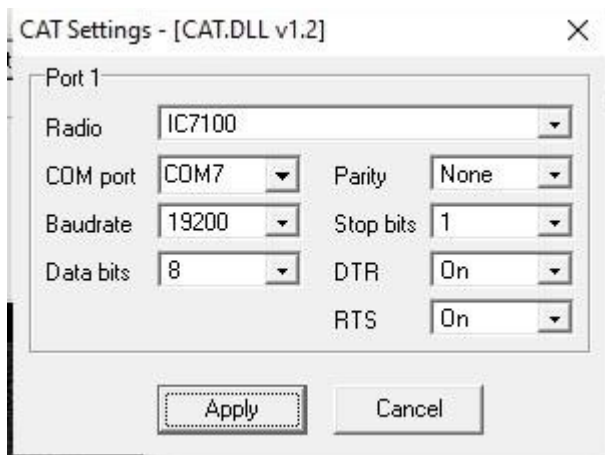 CAT Settings - [CAT.DLL v1.2]
Port 1
Radio IC7100
COM port COM7 Parity None
Baudrate 19200 Stop bits 1
Data bits 8 DTR On
RTS On
Apply Cancel